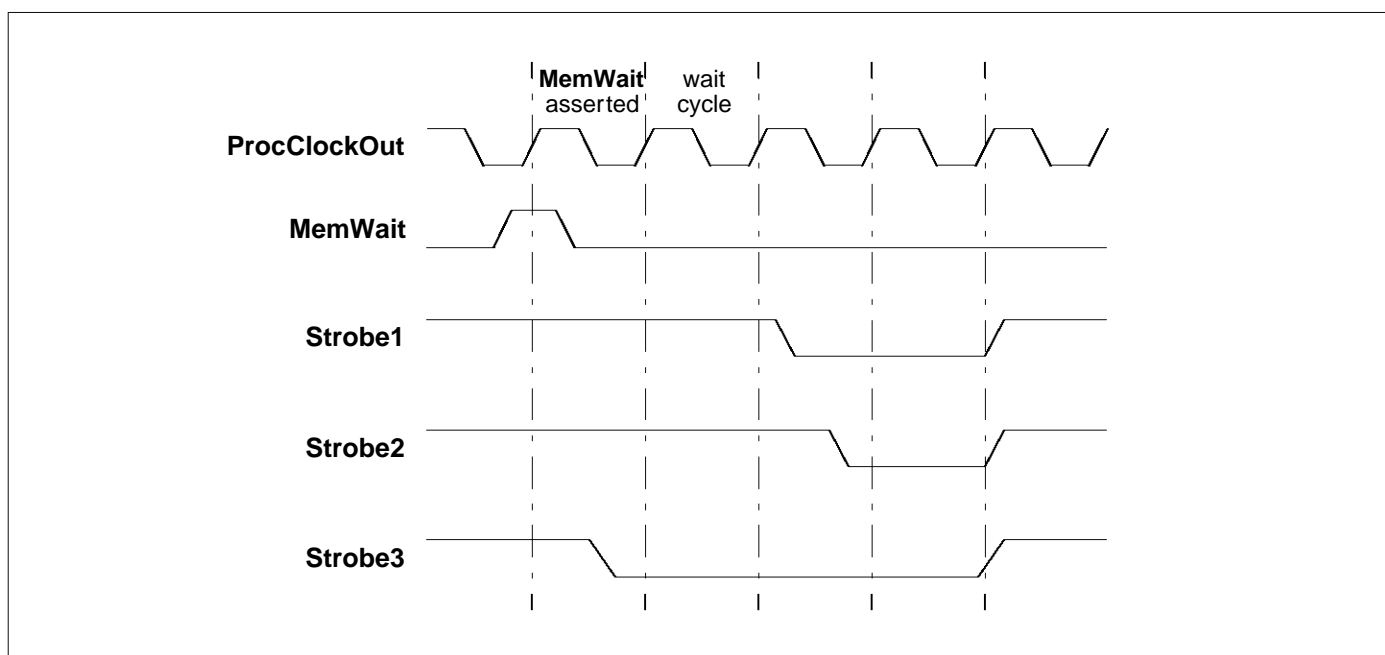 MemWait wait
asserted cycle
ProcClockOut
MemWait
Strobe1
Strobe2
Strobe3